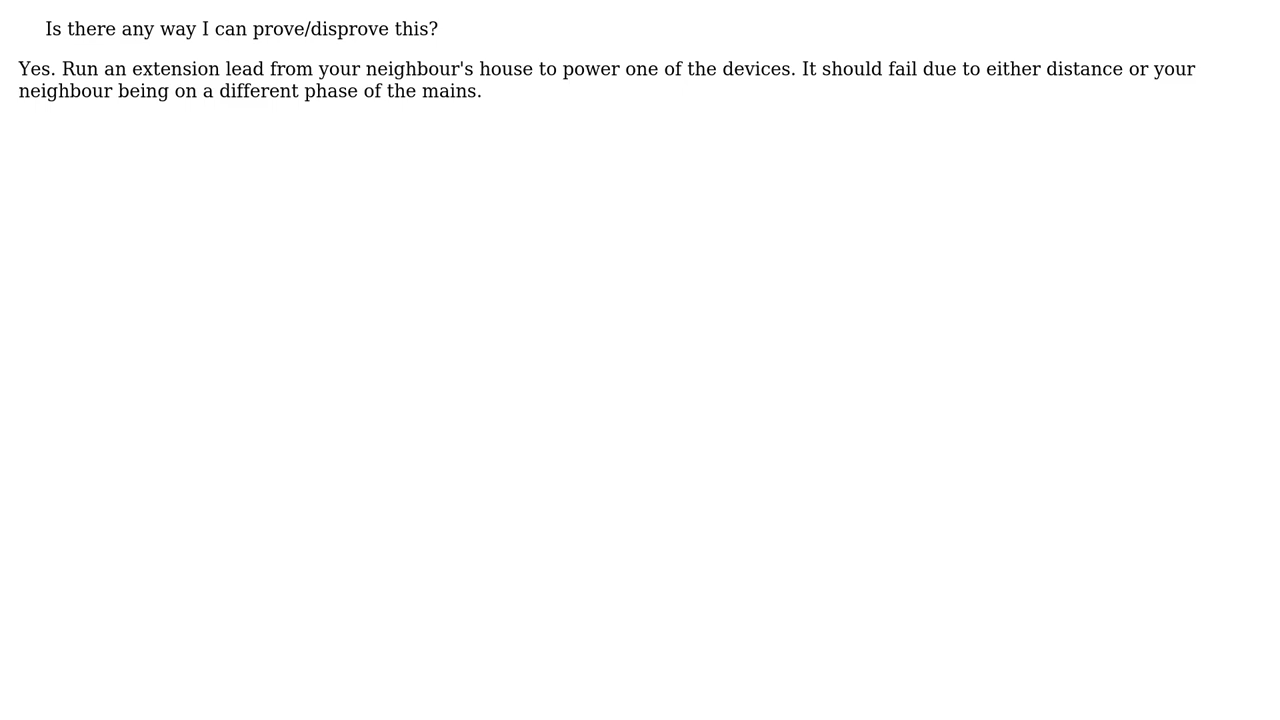 Is there any way I can prove/disprove this?
Yes. Run an extension lead from your neighbour's house to power one of the devices. It should fail due to either distance or your
neighbour being on a different phase of the mains.